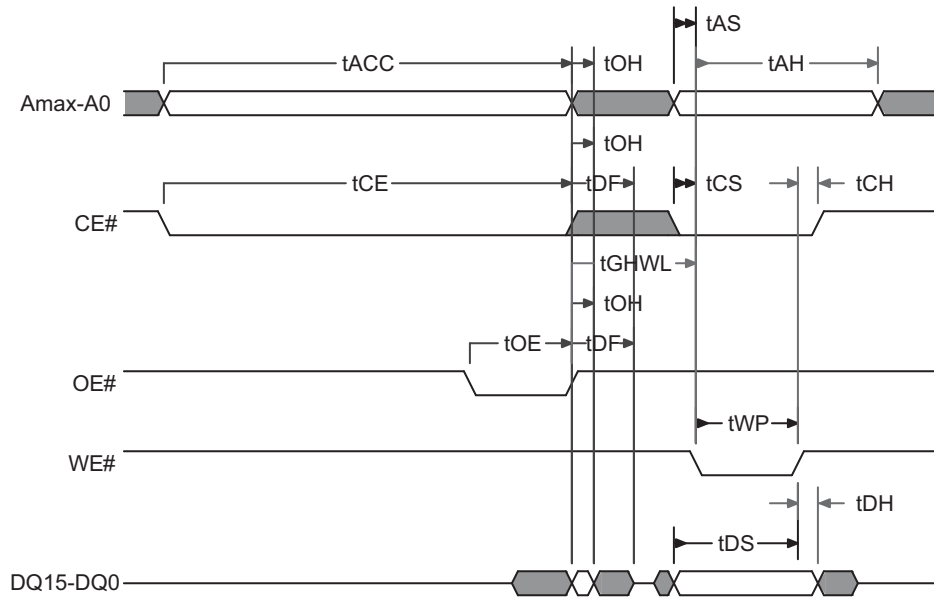 tAS
tACC tOH tAH
Amax-A0
tOH
tCE tDF tCS tCH
CE#
tGHWL
tOH
tOE tDF
OE#
tWP
WE#
tDH
tDS
DQ15-DQ0